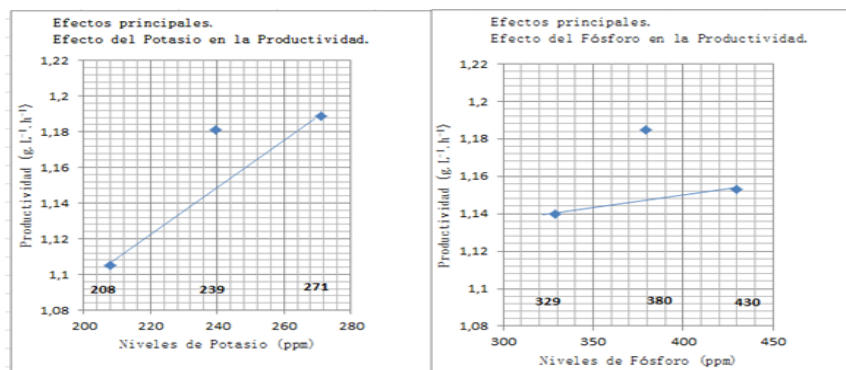 Efectos principales.
Efecto del Potasio en la Productividad.
1,22
1,2
1,18
1,16
1,14
1,12
1,1
1,08
Productividad (g.L⁻¹.h⁻¹)
208 239 271
200 220 240 260 280
Niveles de Potasio (ppm)
Efectos principales.
Efecto del Fósforo en la Productividad.
1,22
1,2
1,18
1,16
1,14
1,12
1,1
1,08
Productividad (g.L⁻¹.h⁻¹)
329 380 430
300 350 400 450
Niveles de Fósforo (ppm)